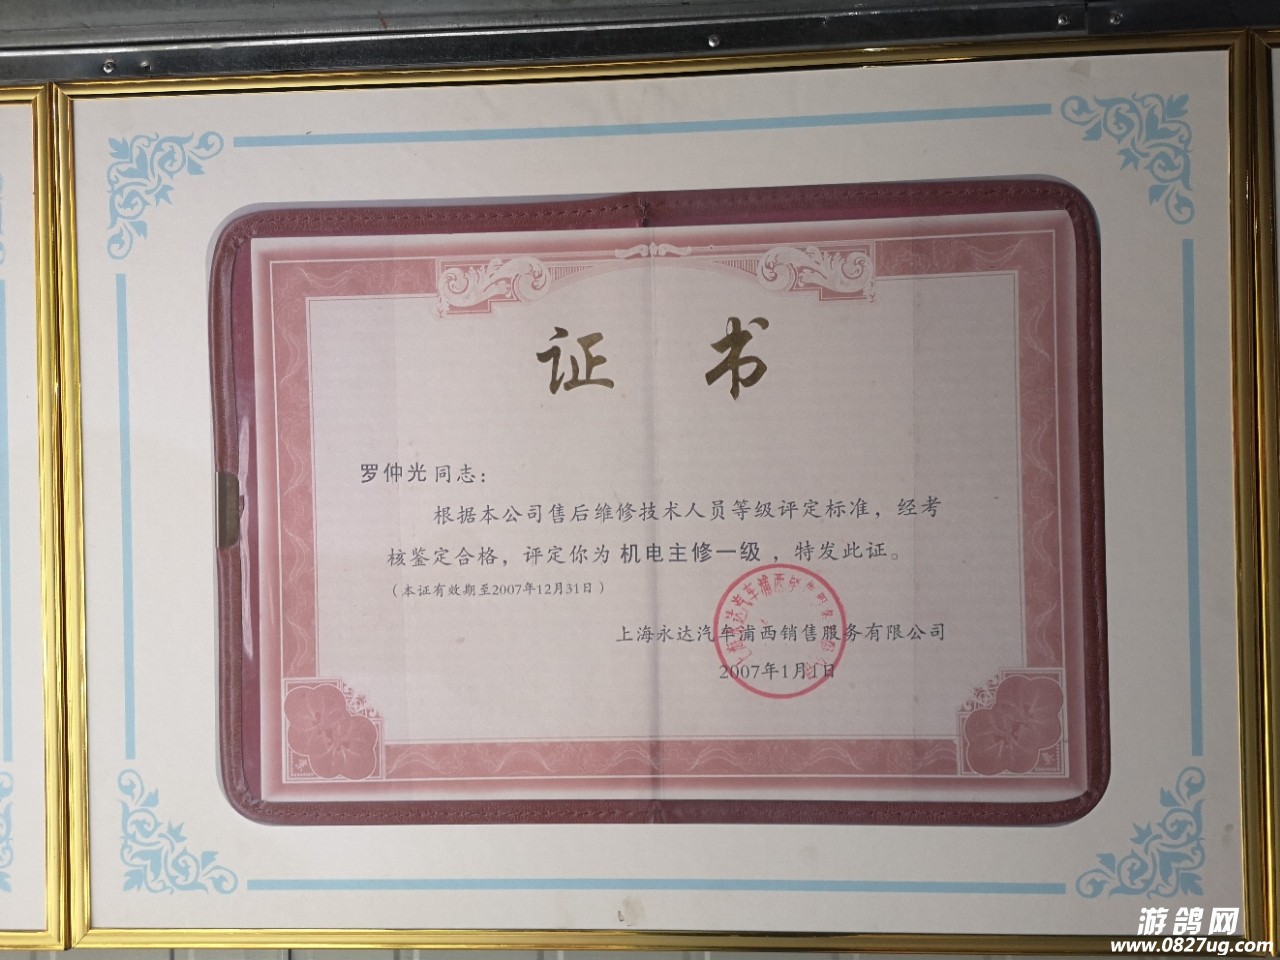 证 书
罗仲光 同志：
根据本公司售后维修技术人员等级评定标准，经考
核鉴定合格，评定你为 机电主修一级 ，特发此证。
（本证有效期至2007年12月31日）
上海永达汽车浦西销售服务有限公司
2007年1月1日
游鸽网
www.0827ug.com